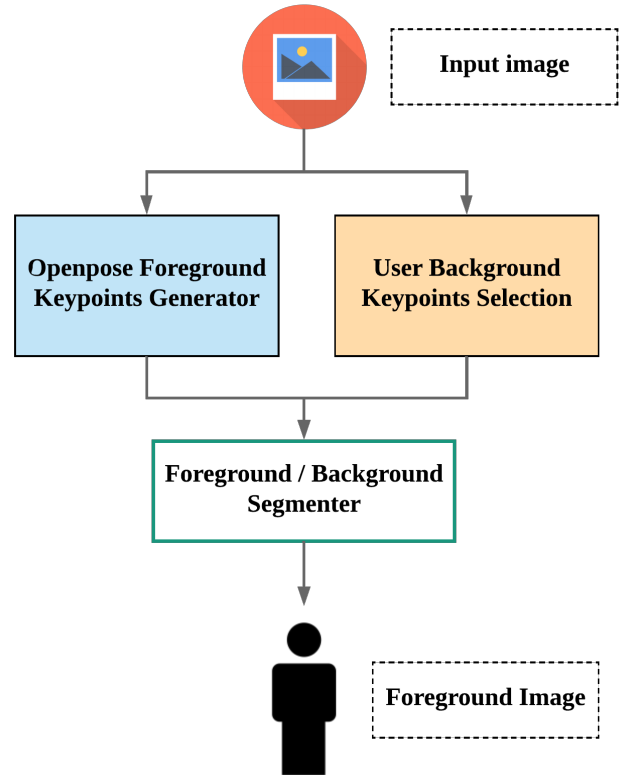 Input image
Openpose Foreground
Keypoints Generator
User Background
Keypoints Selection
Foreground / Background
Segmenter
Foreground Image